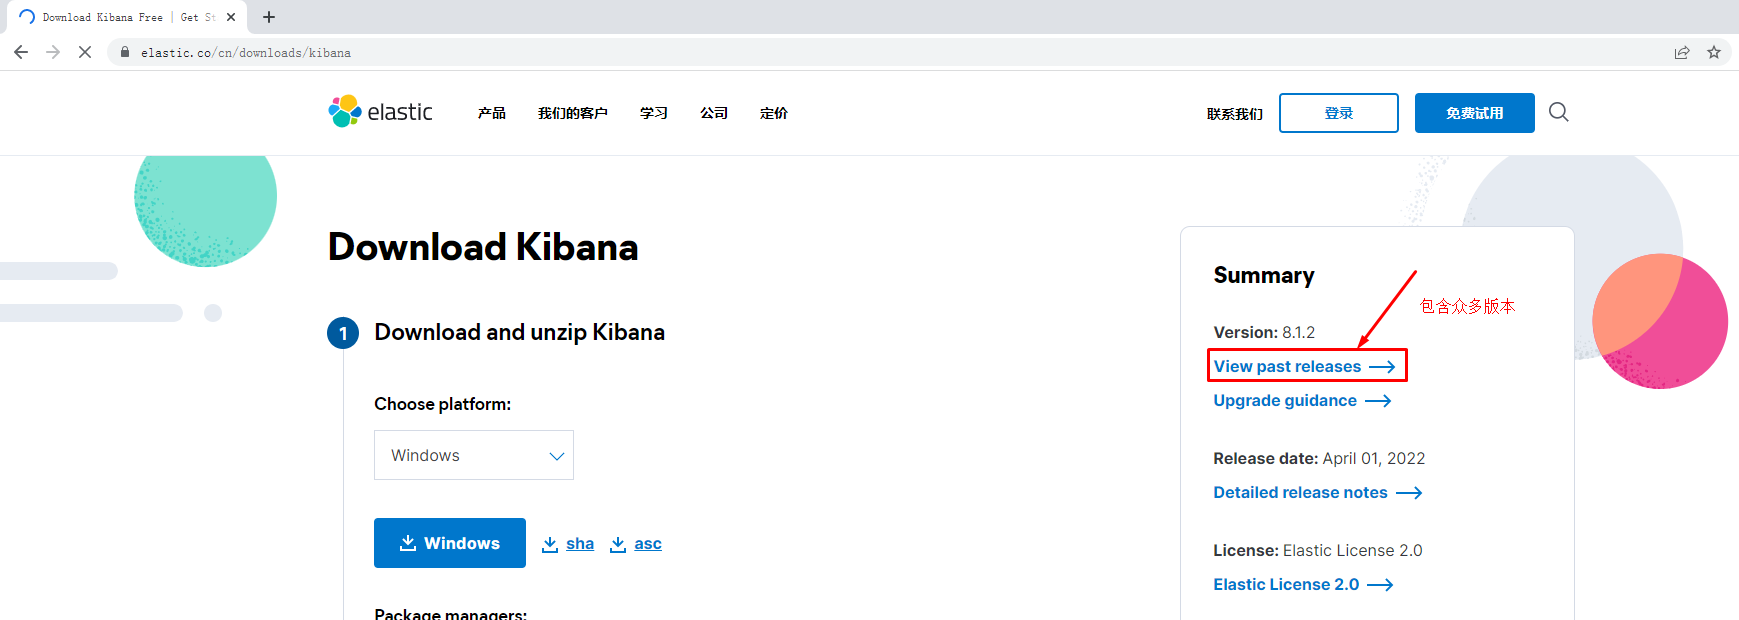 Download Kibana Free | Get St
elastic.co/cn/downloads/kibana
elastic
产品
我们的客户
学习
公司
定价
联系我们
登录
免费试用
Download Kibana
1
Download and unzip Kibana
Choose platform:
Windows
Windows
sha
asc
Package managers:
Summary
包含众多版本
Version: 8.1.2
View past releases
Upgrade guidance
Release date: April 01, 2022
Detailed release notes
License: Elastic License 2.0
Elastic License 2.0